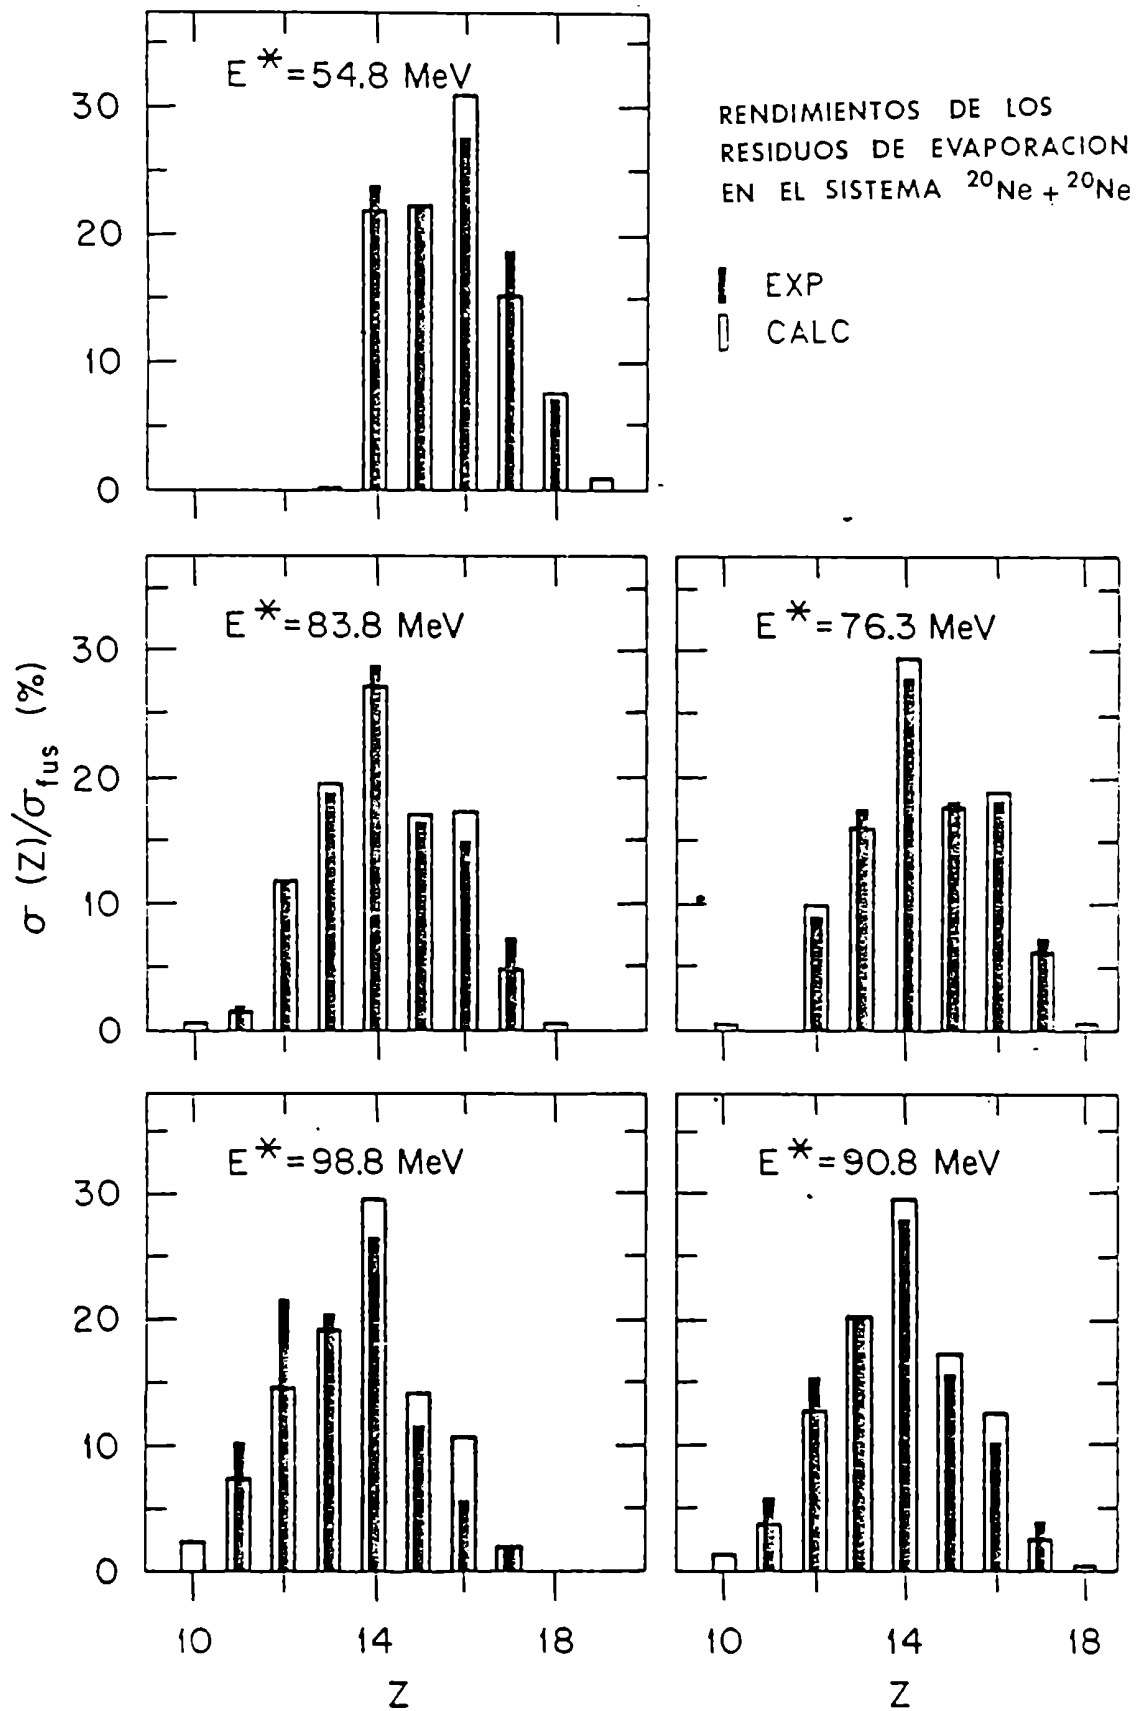 E*=54.8 MeV
30
20
10
0
RENDIMIENTOS DE LOS
RESIDUOS DE EVAPORACION
EN EL SISTEMA ²⁰Ne + ²⁰Ne
EXP
CALC
σ (Z)/σfus (%)
E*=83.8 MeV
30
20
10
0
E*=76.3 MeV
E*=98.8 MeV
30
20
10
0
10 14 18
Z
E*=90.8 MeV
10 14 18
Z